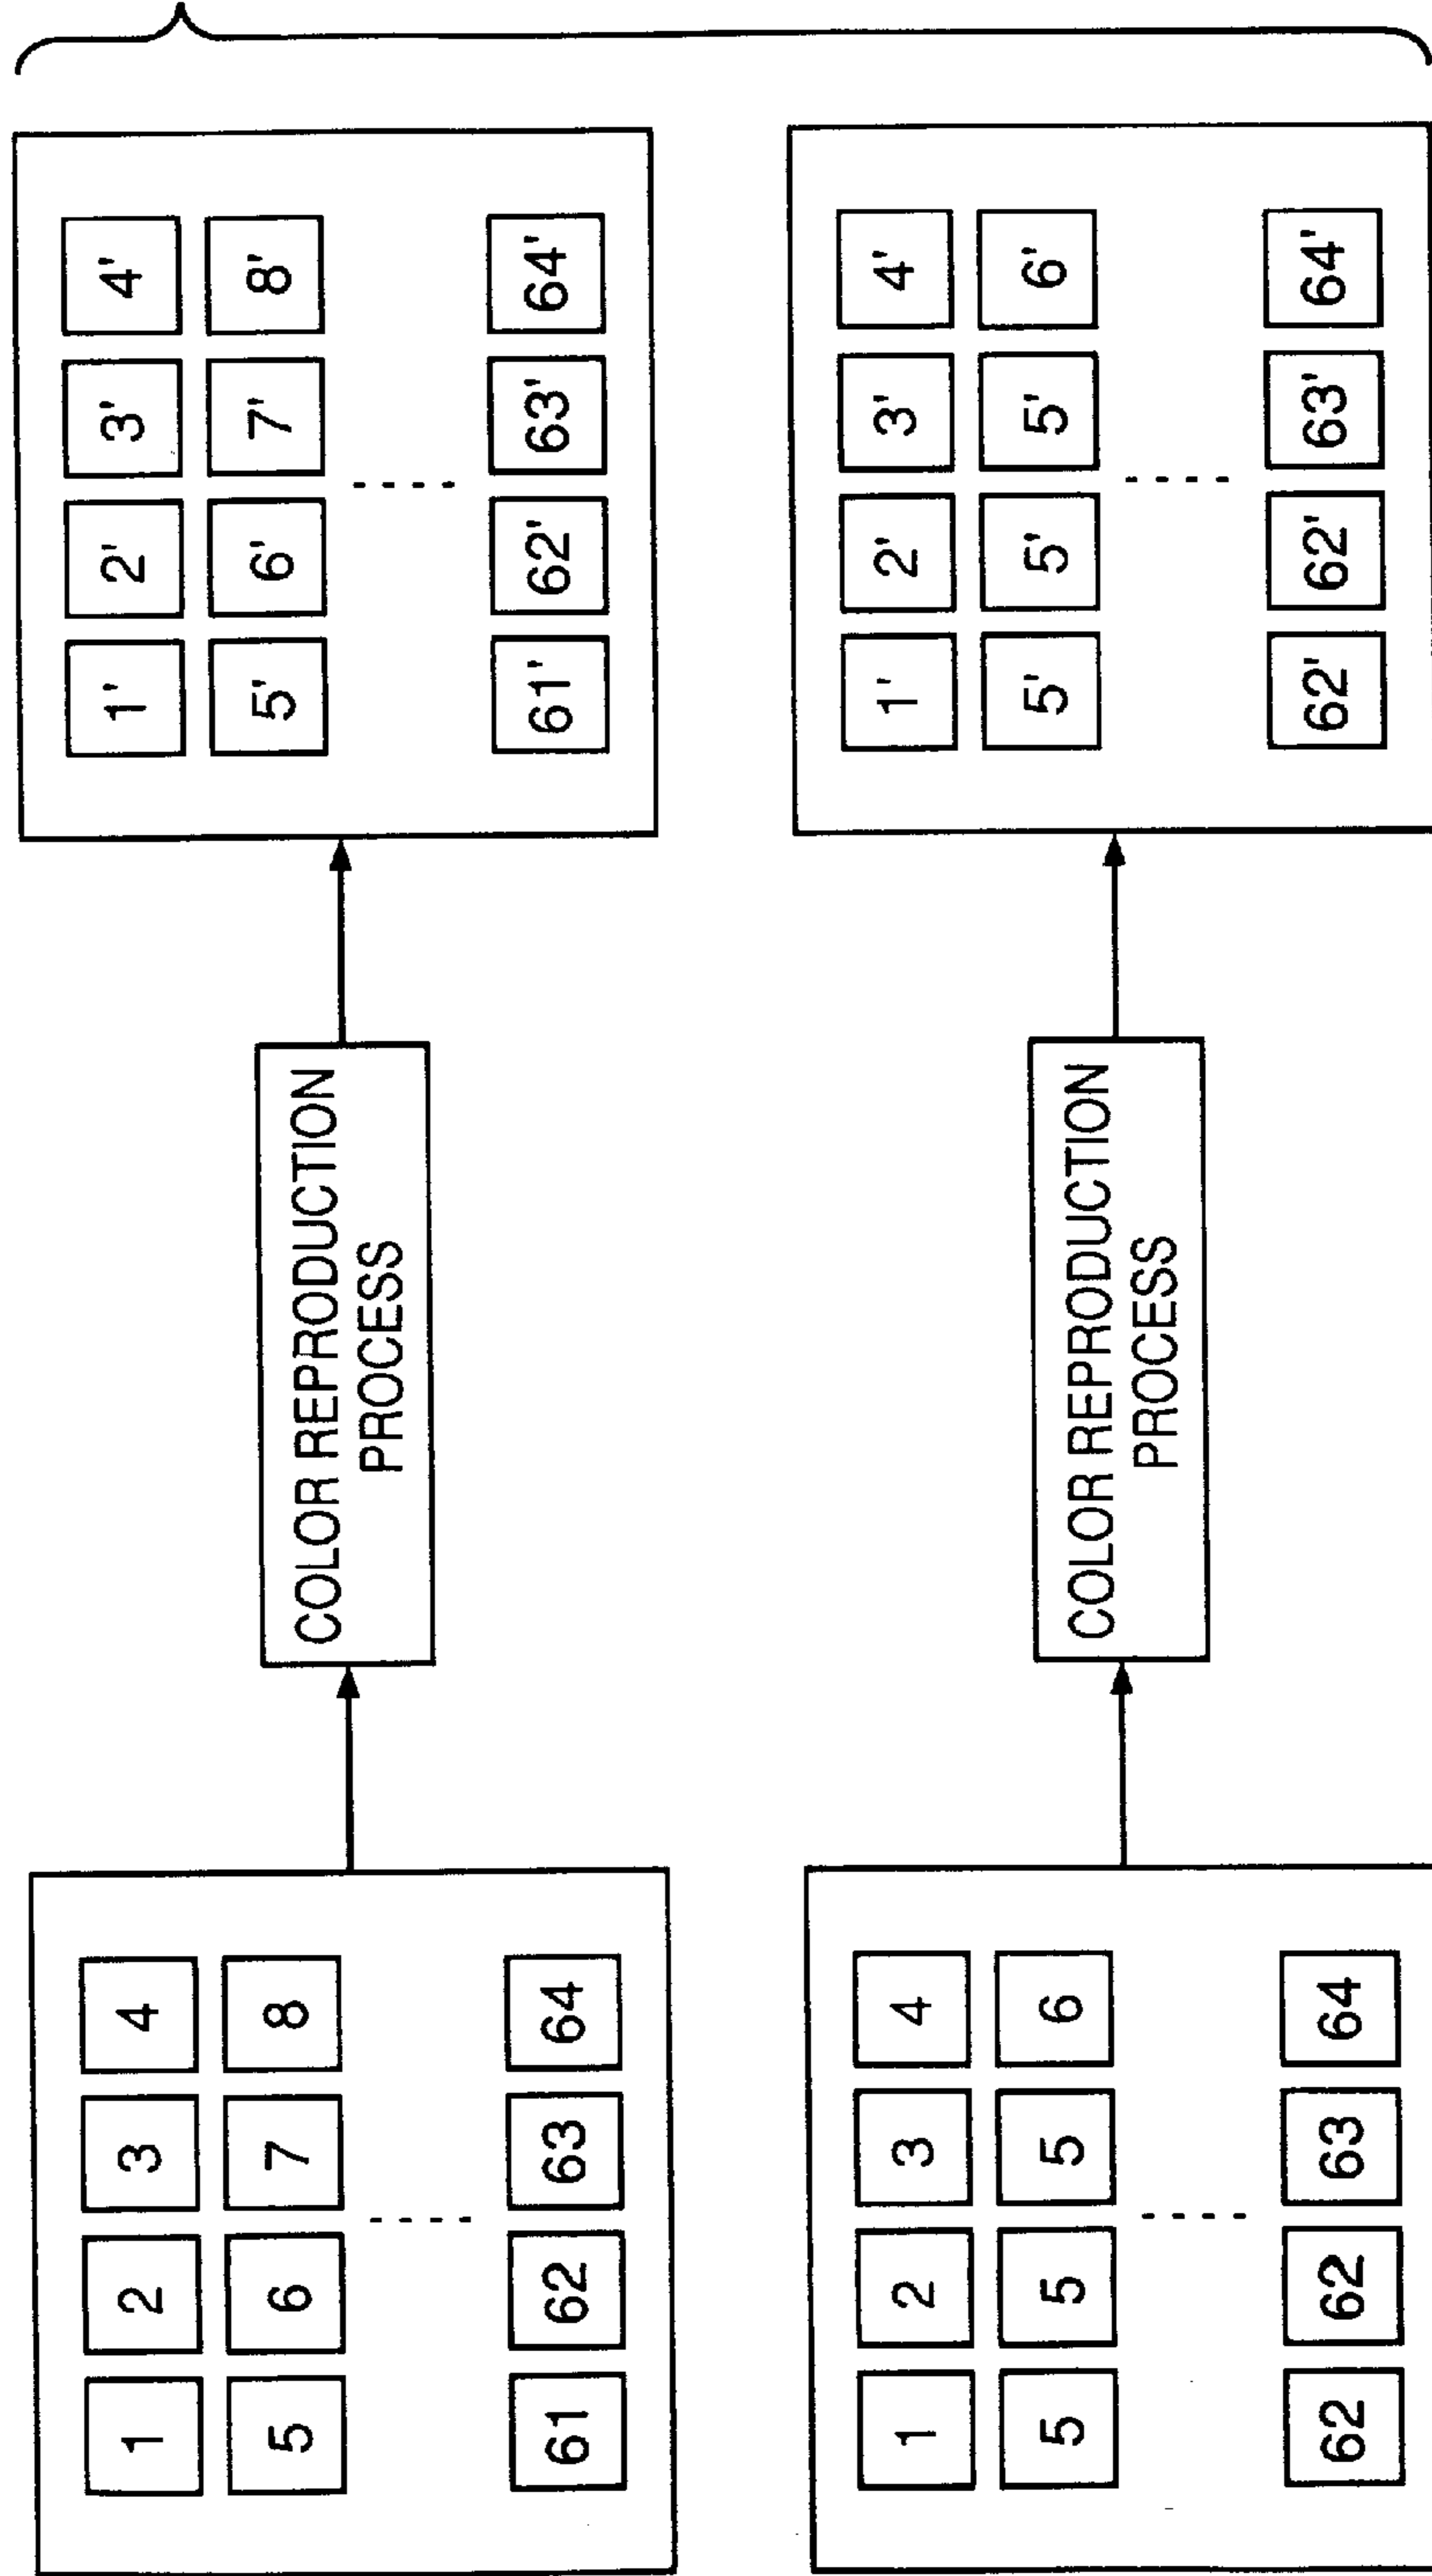 1 2 3 4
5 6 7 8
61 62 63 64
COLOR REPRODUCTION
PROCESS
1' 2' 3' 4'
5' 6' 7' 8'
61' 62' 63' 64'
1 2 3 4
5 5 5 6
62 62 63 64
COLOR REPRODUCTION
PROCESS
1' 2' 3' 4'
5' 5' 5' 6'
62' 62' 63' 64'